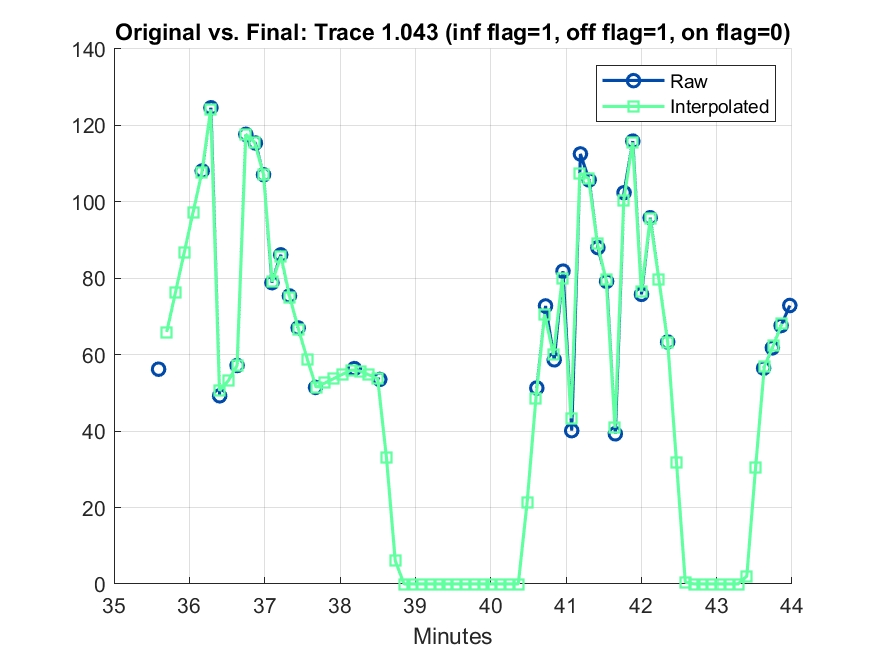 Original vs. Final: Trace 1.043 (inf flag=1, off flag=1, on flag=0)
140
120
100
80
60
40
20
0
Raw
Interpolated
35 36 37 38 39 40 41 42 43 44
Minutes